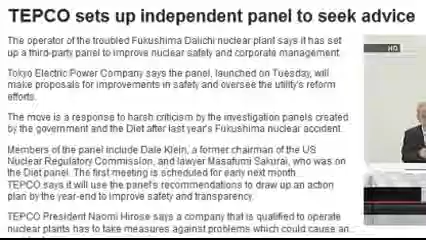 TEPCO sets up independent panel to seek advice
The operator of the troubled Fukushima Daiichi nuclear plant says it has set
up a third-party panel to improve nuclear safety and corporate management.
Tokyo Electric Power Company says the panel, launched on Tuesday, will
make proposals for improvements in safety and oversee the utility's reform
efforts.
The move is a response to harsh criticism by the investigation panels created
by the government and the Diet after last year's Fukushima nuclear accident.
Members of the panel include Dale Klein, a former chairman of the US
Nuclear Regulatory Commission, and lawyer Masafumi Sakurai, who was on
the Diet panel. The first meeting is scheduled for early next month.
TEPCO says it will use the panel's recommendations to draw up an action
plan by the year-end to improve safety and transparency.
TEPCO President Naomi Hirose says a company that is qualified to operate
nuclear plants has to take measures against problems which could cause an